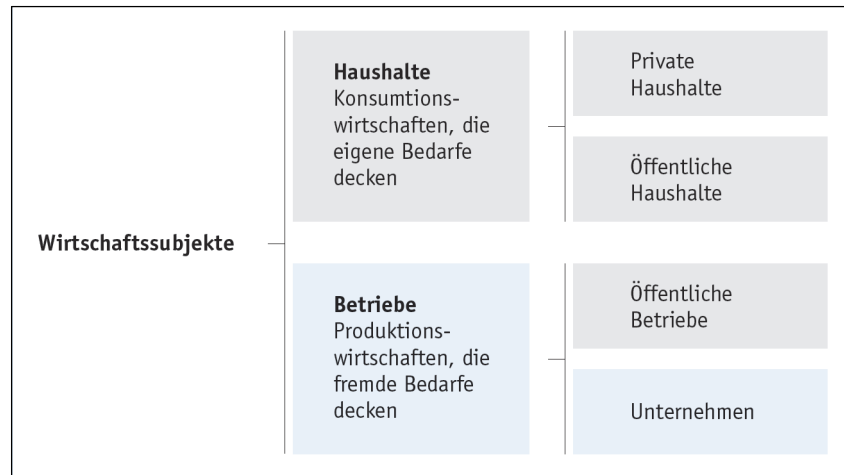 Wirtschaftssubjekte
Haushalte
Konsumtions-
wirtschaften, die
eigene Bedarfe
decken
Private
Haushalte
Öffentliche
Haushalte
Betriebe
Produktions-
wirtschaften, die
fremde Bedarfe
decken
Öffentliche
Betriebe
Unternehmen